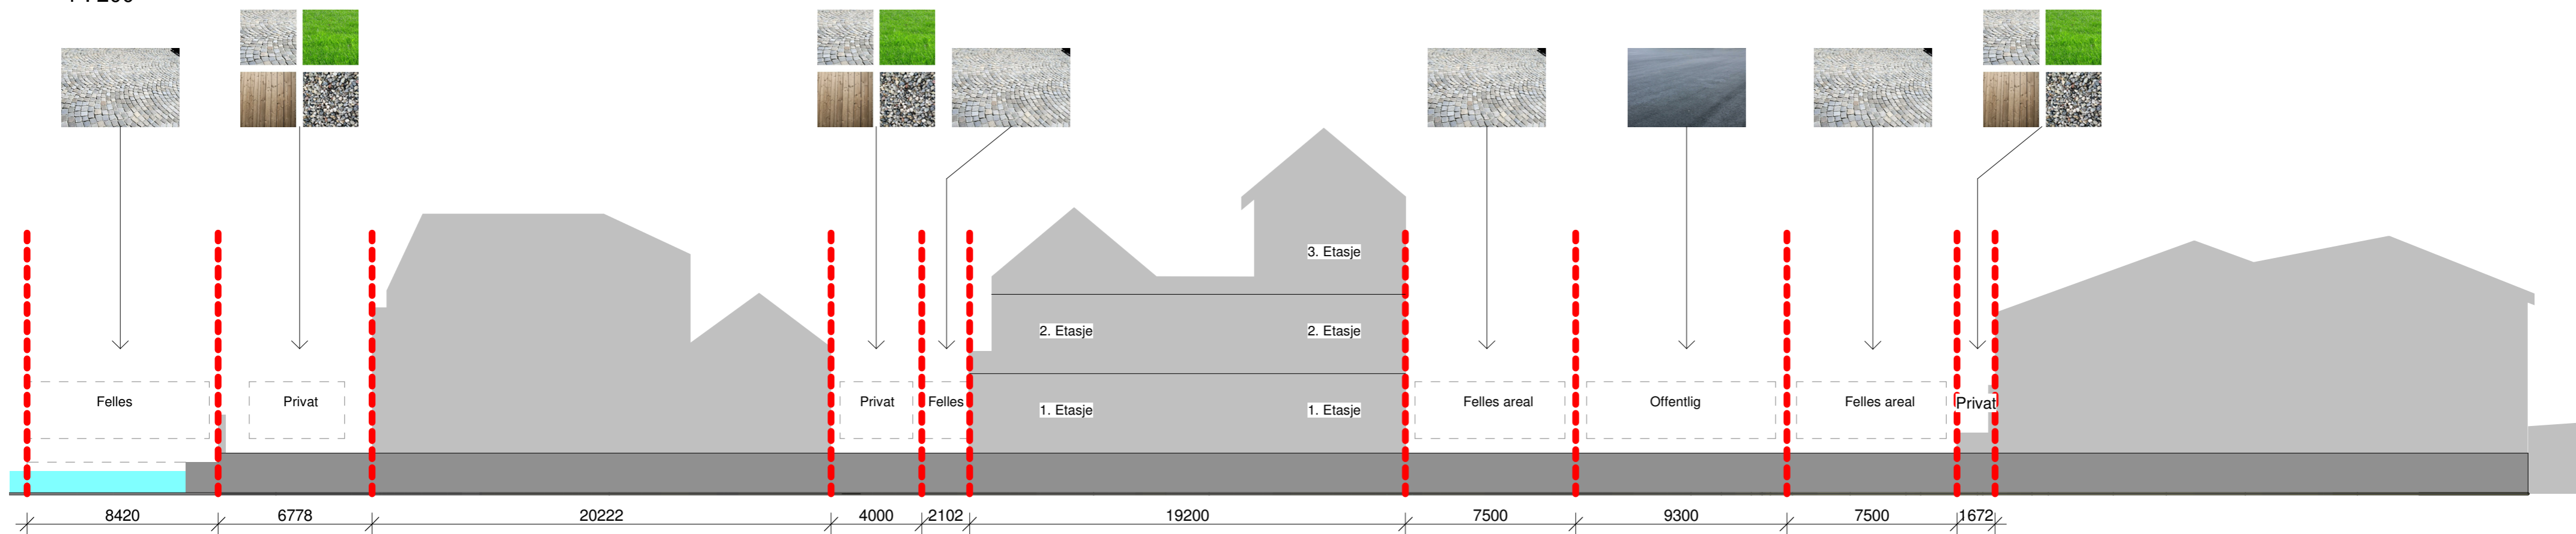 3. Etasje
2. Etasje
2. Etasje
Felles
Privat
Privat
Felles
1. Etasje
1. Etasje
Felles areal
Offentlig
Felles areal
Privat
8420
6778
20222
4000
2102
19200
7500
9300
7500
1672